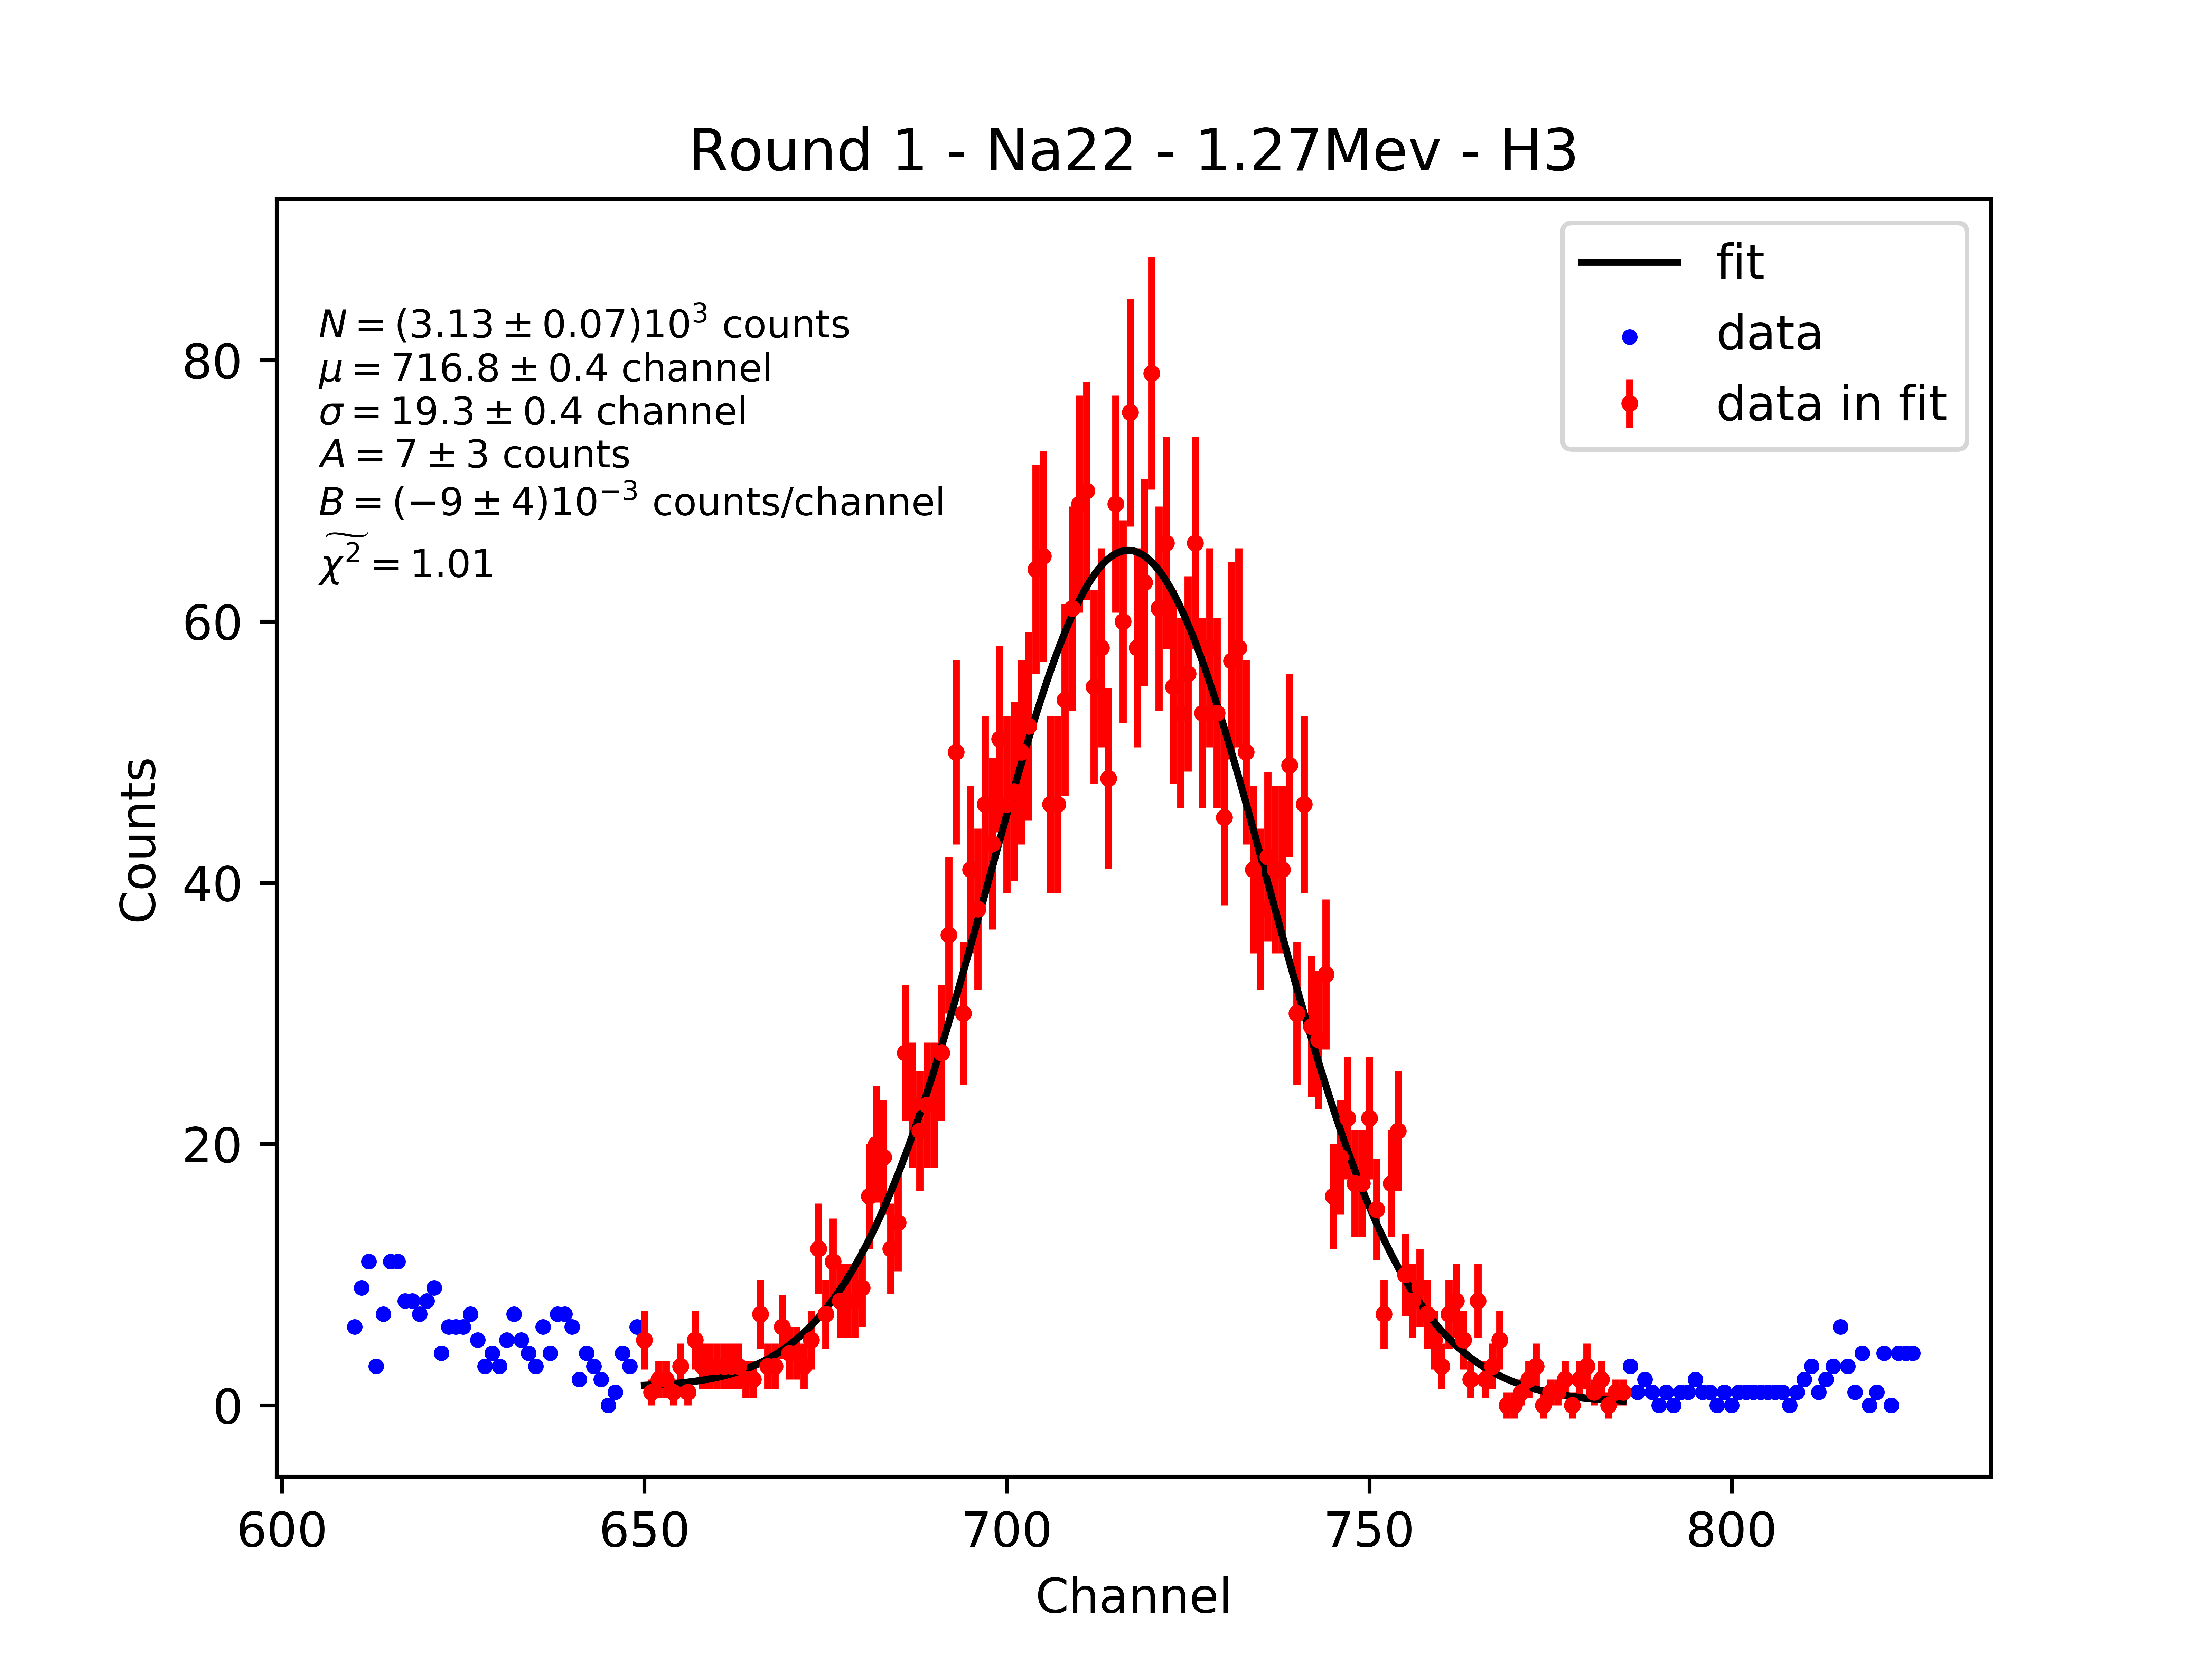 Round 1 - Na22 - 1.27Mev - H3
N = (3.13 ± 0.07)10³ counts
μ = 716.8 ± 0.4 channel
σ = 19.3 ± 0.4 channel
A = 7 ± 3 counts
B = (−9 ± 4)10⁻³ counts/channel
χ²͠ = 1.01
fit
data
data in fit
Counts
80
60
40
20
0
600 650 700 750 800
Channel